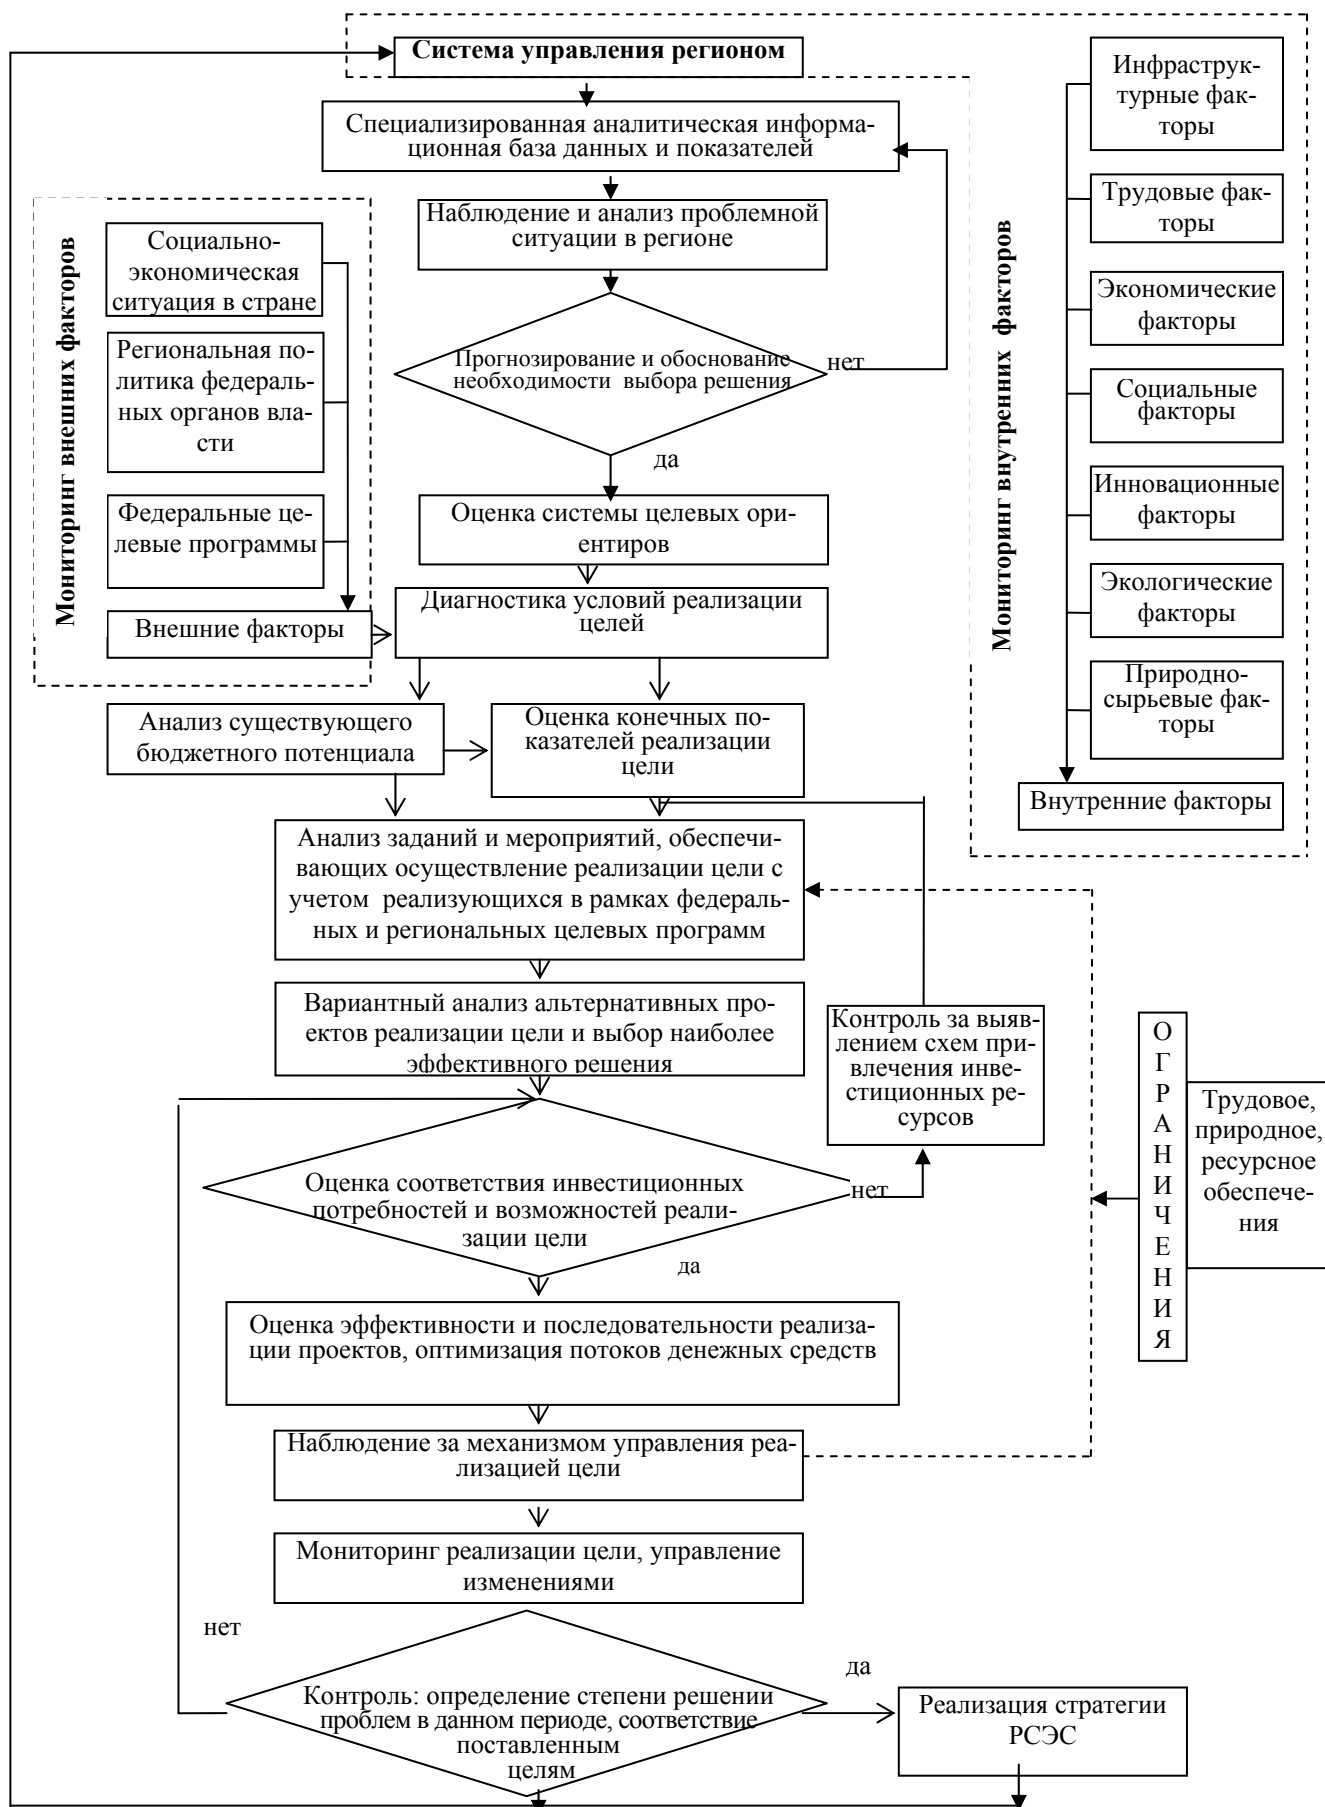 Система управления регионом
Специализированная аналитическая информа-
ционная база данных и показателей
Наблюдение и анализ проблемной
ситуации в регионе
Прогнозирование и обоснование
необходимости выбора решения
нет
да
Оценка системы целевых ори-
ентиров
Диагностика условий реализации
целей
Мониторинг внешних факторов
Социально-
экономическая
ситуация в стране
Региональная по-
литика федераль-
ных органов вла-
сти
Федеральные це-
левые программы
Внешние факторы
Мониторинг внутренних факторов
Инфраструк-
турные фак-
торы
Трудовые фак-
торы
Экономические
факторы
Социальные
факторы
Инновационные
факторы
Экологические
факторы
Природно-
сырьевые фак-
торы
Внутренние факторы
Анализ существующего
бюджетного потенциала
Оценка конечных по-
казателей реализации
цели
Анализ заданий и мероприятий, обеспечи-
вающих осуществление реализации цели с
учетом реализующихся в рамках федераль-
ных и региональных целевых программ
Вариантный анализ альтернативных про-
ектов реализации цели и выбор наиболее
эффективного решения
Контроль за выяв-
лением схем при-
влечения инве-
стиционных ре-
сурсов
О
Г
Р
А
Н
И
Ч
Е
Н
И
Я
Трудовое,
природное,
ресурсное
обеспече-
ния
Оценка соответствия инвестиционных
потребностей и возможностей реали-
зации цели
нет
да
Оценка эффективности и последовательности реализа-
ции проектов, оптимизация потоков денежных средств
Наблюдение за механизмом управления реа-
лизацией цели
Мониторинг реализации цели, управление
изменениями
нет
да
Контроль: определение степени решении
проблем в данном периоде, соответствие
поставленным
целям
Реализация стратегии
РСЭС